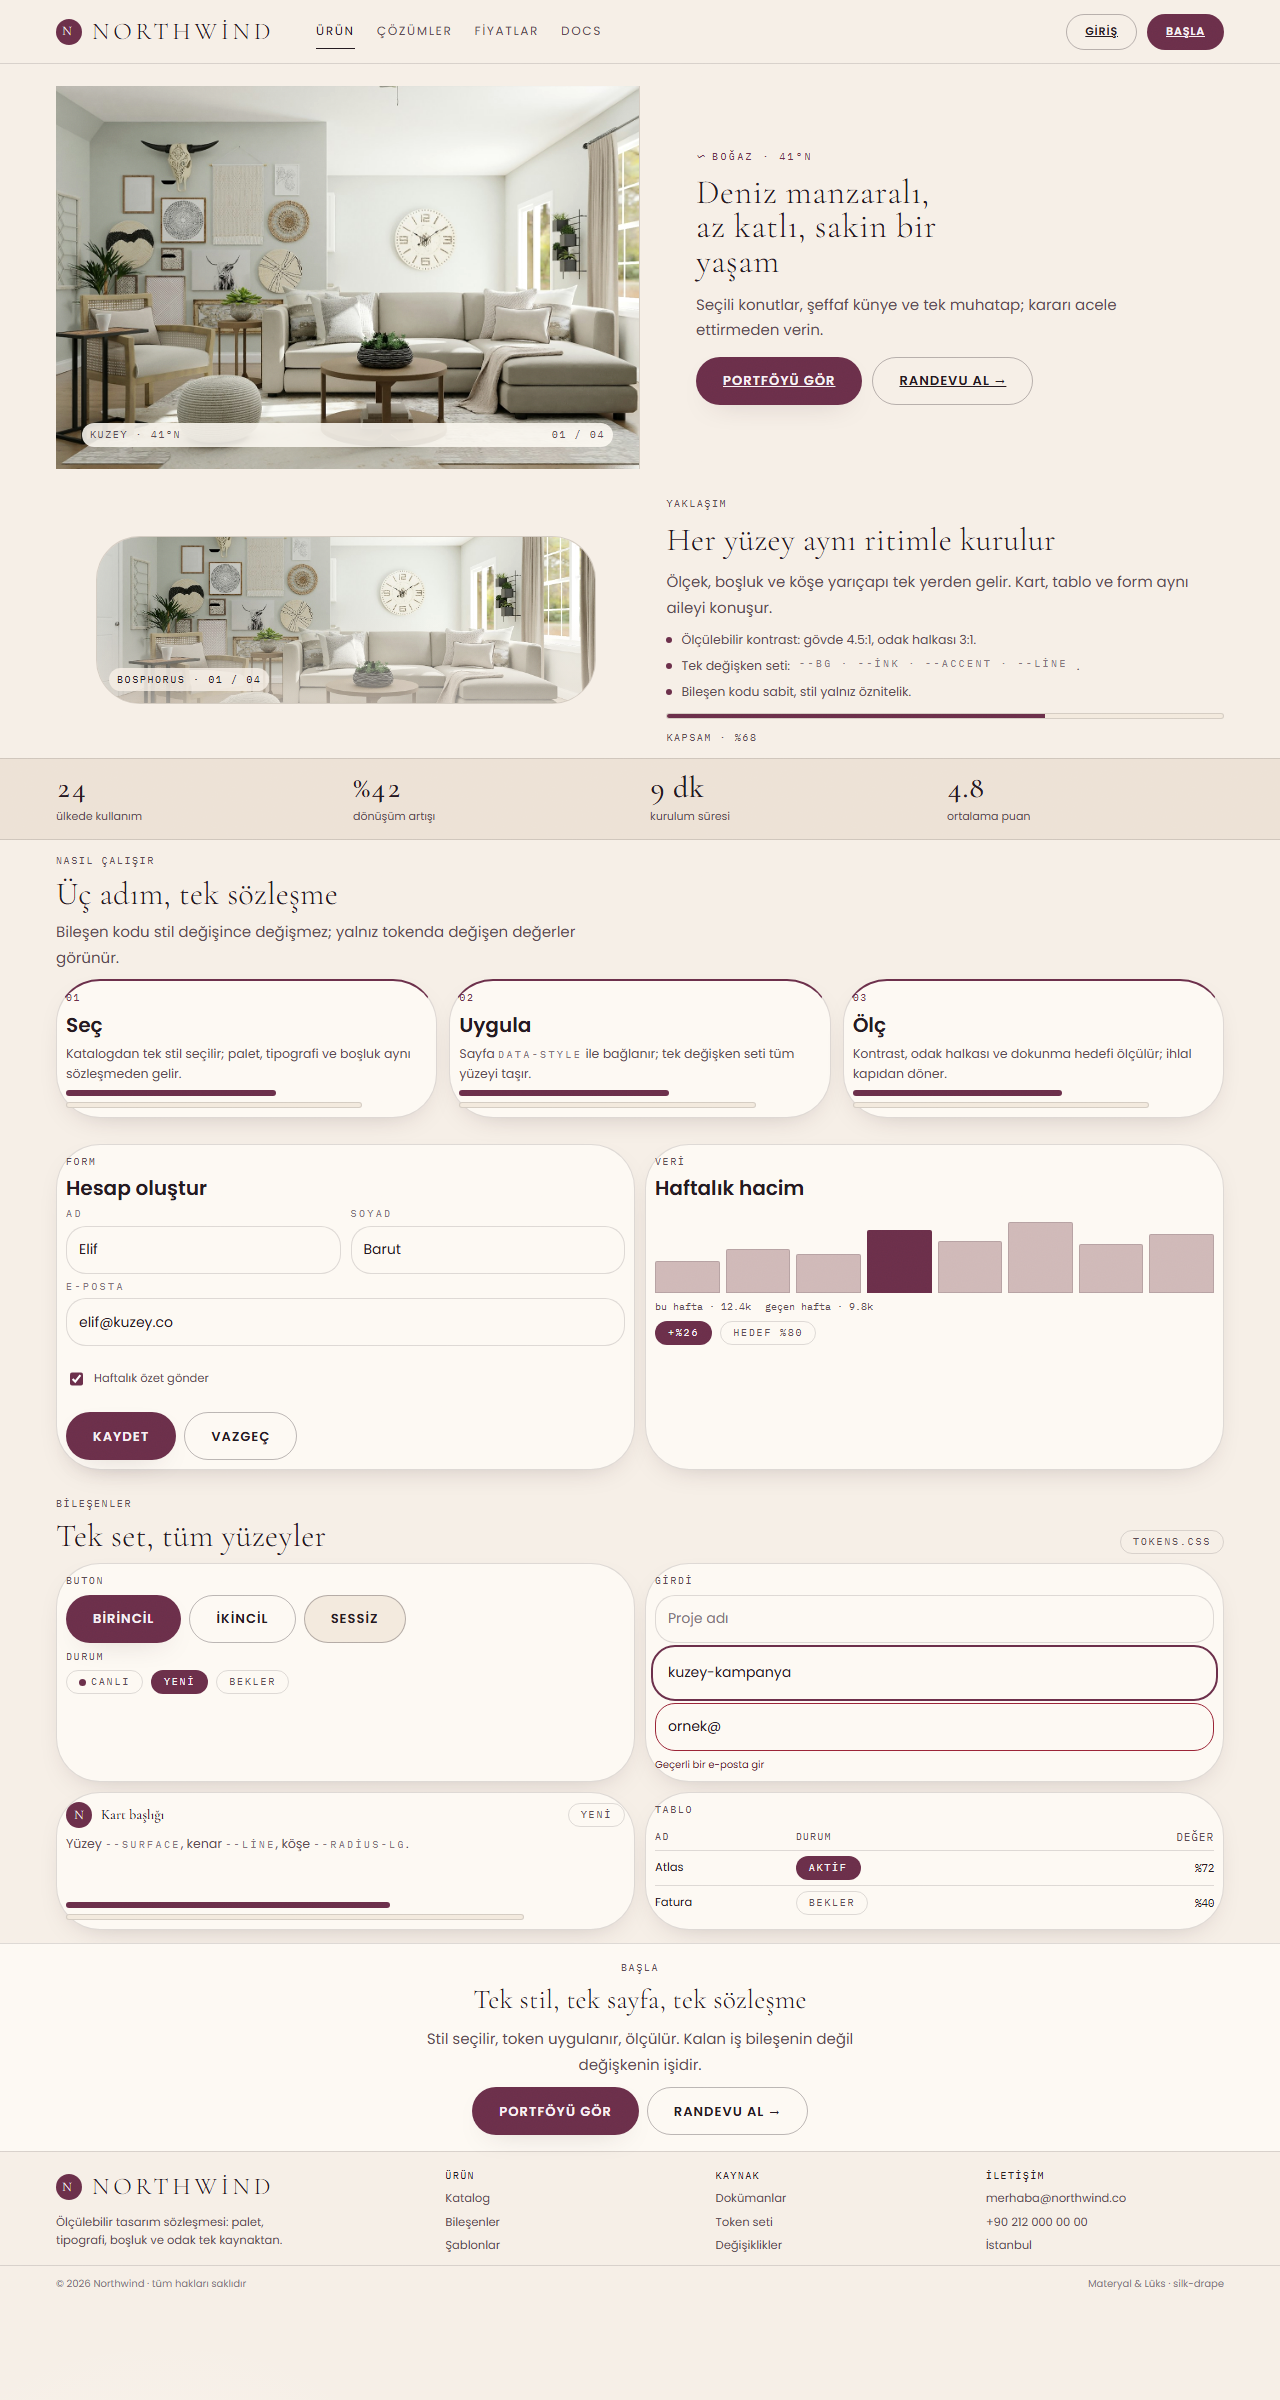 N NORTHWİND ÜRÜN ÇÖZÜMLER FİYATLAR DOCS GİRİŞ BAŞLA
BOĞAZ · 41°N
Deniz manzaralı,
az katlı, sakin bir
yaşam
Seçili konutlar, şeffaf künye ve tek muhatap; kararı acele
ettirmeden verin.
PORTFÖYÜ GÖR RANDEVU AL →
KUZEY · 41°N 01 / 04
YAKLAŞIM
Her yüzey aynı ritimle kurulur
Ölçek, boşluk ve köşe yarıçapı tek yerden gelir. Kart, tablo ve form aynı
aileyi konuşur.
Ölçülebilir kontrast: gövde 4.5:1, odak halkası 3:1.
Tek değişken seti: --BG · --İNK · --ACCENT · --LİNE .
Bileşen kodu sabit, stil yalnız öznitelik.
KAPSAM · %68
BOSPHORUS · 01 / 04
24 %42 9 dk 4.8
ülkede kullanım dönüşüm artışı kurulum süresi ortalama puan
NASIL ÇALIŞIR
Üç adım, tek sözleşme
Bileşen kodu stil değişince değişmez; yalnız tokenda değişen değerler
görünür.
01
Seç
Katalogdan tek stil seçilir; palet, tipografi ve boşluk aynı
sözleşmeden gelir.
02
Uygula
Sayfa DATA-STYLE ile bağlanır; tek değişken seti tüm
yüzeyi taşır.
03
Ölç
Kontrast, odak halkası ve dokunma hedefi ölçülür; ihlal
kapıdan döner.
FORM
Hesap oluştur
AD SOYAD
Elif Barut
E-POSTA
elif@kuzey.co
Haftalık özet gönder
KAYDET VAZGEÇ
VERİ
Haftalık hacim
bu hafta · 12.4k geçen hafta · 9.8k
+%26 HEDEF %80
BİLEŞENLER
Tek set, tüm yüzeyler
TOKENS.CSS
BUTON
BİRİNCİL İKİNCİL SESSİZ
DURUM
CANLI YENİ BEKLER
GİRDİ
Proje adı
kuzey-kampanya
ornek@
Geçerli bir e-posta gir
N Kart başlığı YENİ
Yüzey --SURFACE, kenar --LİNE, köşe --RADİUS-LG.
TABLO
AD DURUM DEĞER
Atlas AKTİF %72
Fatura BEKLER %40
BAŞLA
Tek stil, tek sayfa, tek sözleşme
Stil seçilir, token uygulanır, ölçülür. Kalan iş bileşenin değil
değişkenin işidir.
PORTFÖYÜ GÖR RANDEVU AL →
N NORTHWİND
Ölçülebilir tasarım sözleşmesi: palet,
tipografi, boşluk ve odak tek kaynaktan.
ÜRÜN
Katalog
Bileşenler
Şablonlar
KAYNAK
Dokümanlar
Token seti
Değişiklikler
İLETİŞİM
merhaba@northwind.co
+90 212 000 00 00
İstanbul
© 2026 Northwind · tüm hakları saklıdır Materyal & Lüks · silk-drape